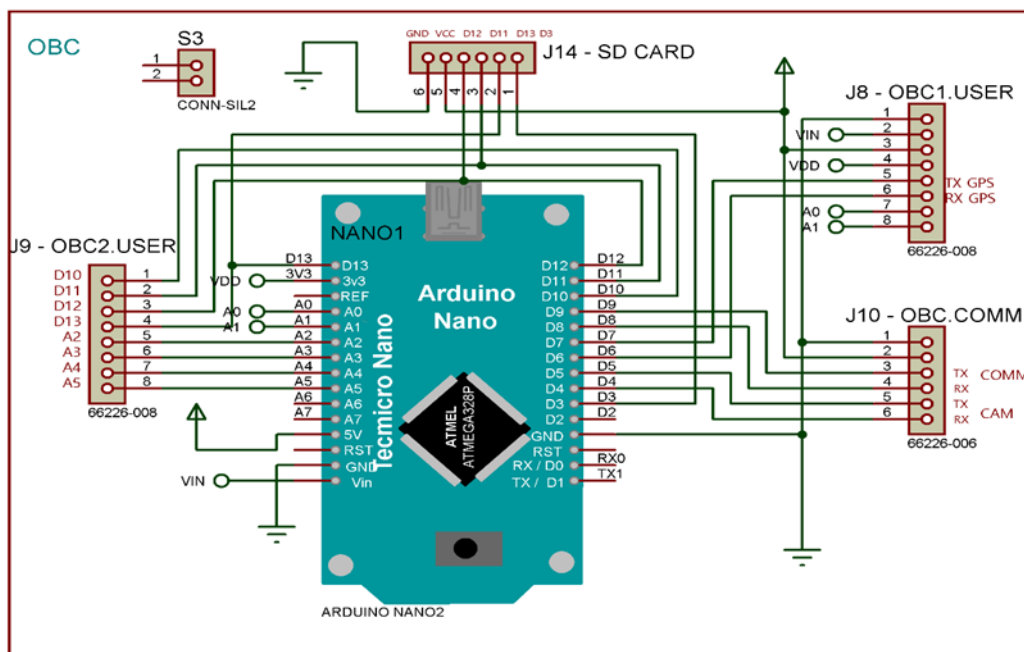 OBC
S3
1
2
CONN-SIL2
GND VCC D12 D11 D13 D3
J14 - SD CARD
6 5 4 3 2 1
J8 - OBC1.USER
1
VIN 2
3
VDD 4
5 TX GPS
6 RX GPS
A0 7
A1 8
66226-008
J9 - OBC2.USER
D10 1
D11 2
D12 3
D13 4
A2 5
A3 6
A4 7
A5 8
66226-008
NANO1
D13 D13
VDD 3V3 3v3
REF
A0 A0 A0
A1 A1 A1
A2 A2
A3 A3
A4 A4
A5 A5
A6 A6
A7 A7
5V
RST
GND
VIN Vin
Arduino
Nano
Tecmicro Nano
ATMEL
ATMEGA328P
D12 D12
D11 D11
D10 D10
D9 D9
D8 D8
D7 D7
D6 D6
D5 D5
D4 D4
D3 D3
D2 D2
GND
RST
RX / D0 RX0
TX / D1 TX1
ARDUINO NANO2
J10 - OBC.COMM
1
2
3 TX COMM
4 RX
5 TX CAM
6 RX
66226-006